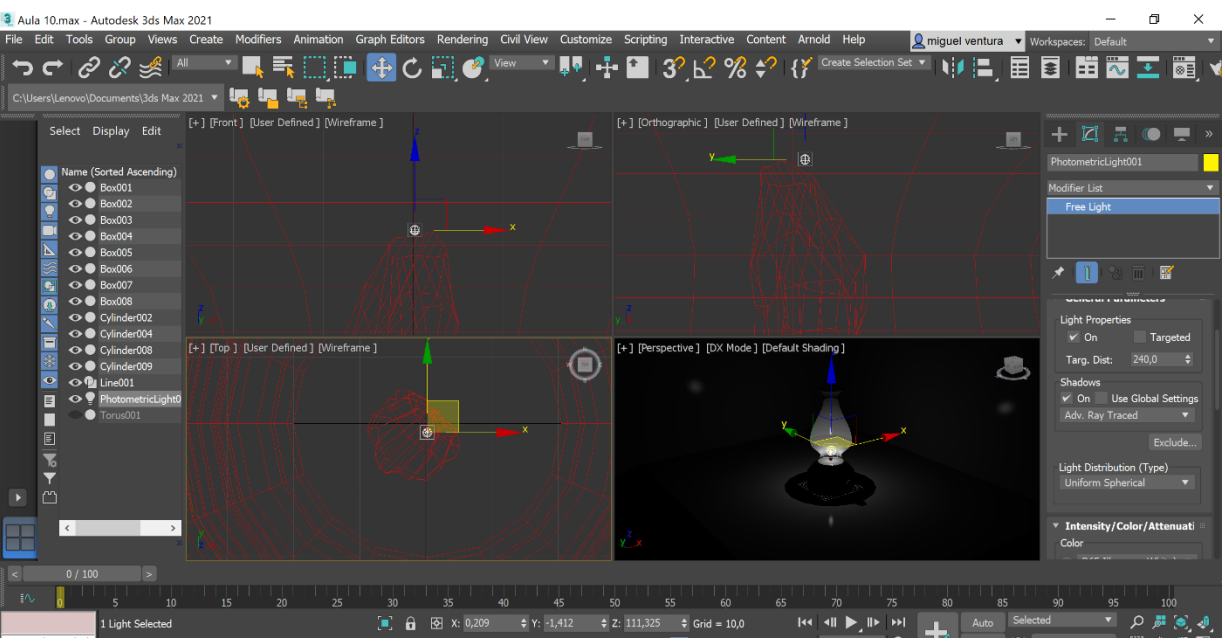 3 Aula 10.max - Autodesk 3ds Max 2021
File Edit Tools Group Views Create Modifiers Animation Graph Editors Rendering Civil View Customize Scripting Interactive Content Arnold Help miguel ventura Workspaces: Default
All View Create Selection Set
C:\Users\Lenovo\Documents\3ds Max 2021
Select Display Edit
Name (Sorted Ascending)
Box001
Box002
Box003
Box004
Box005
Box006
Box007
Box008
Cylinder002
Cylinder004
Cylinder008
Cylinder009
Line001
PhotometricLight0
Torus001
[+] [Front] [User Defined] [Wireframe]
z
x
z
y
[+] [Orthographic] [User Defined] [Wireframe]
y
z
y
[+] [Top] [User Defined] [Wireframe]
x
y
[+] [Perspective] [DX Mode] [Default Shading]
y
x
z
y x
PhotometricLight001
Modifier List
Free Light
General Parameters
Light Properties
On Targeted
Targ. Dist: 240,0
Shadows
On Use Global Settings
Adv. Ray Traced
Exclude...
Light Distribution (Type)
Uniform Spherical
Intensity/Color/Attenuati
Color
< 0 / 100 >
0 5 10 15 20 25 30 35 40 45 50 55 60 65 70 75 80 85 90 95 100
1 Light Selected X: 0,209 Y: -1,412 Z: 111,325 Grid = 10,0 Auto Selected